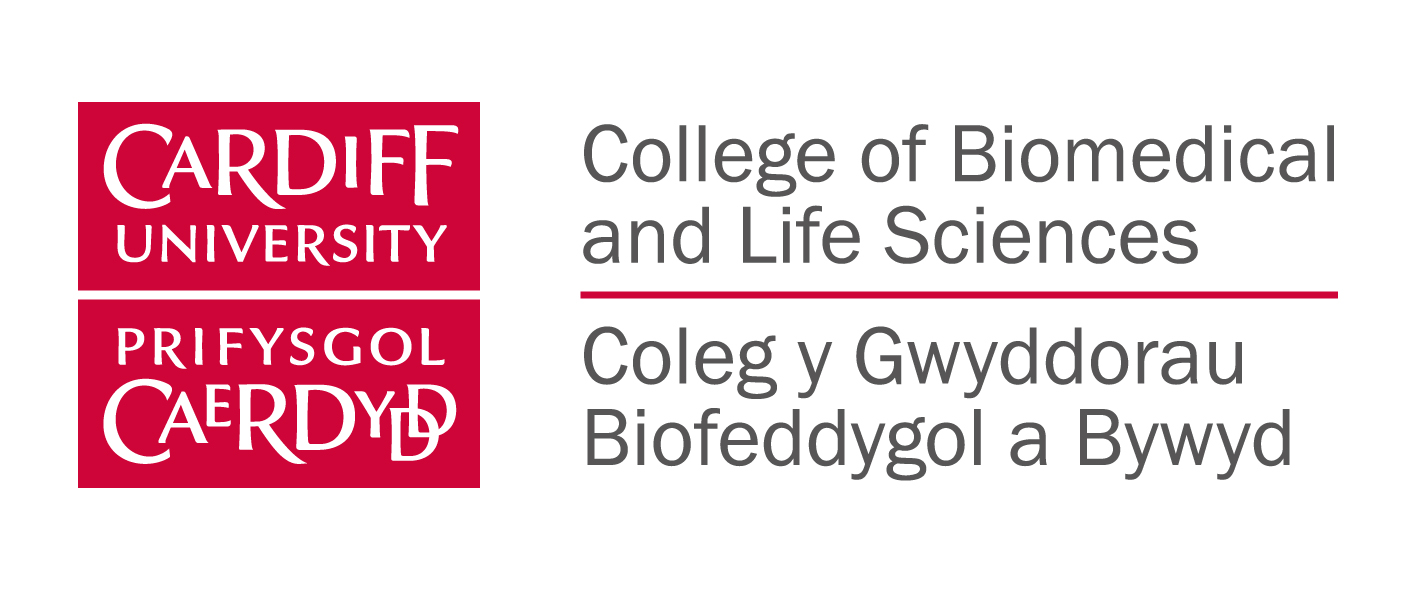 CARDIFF
UNIVERSITY
PRIFYSGOL
CAERDYDD
College of Biomedical
and Life Sciences
Coleg y Gwyddorau
Biofeddygol a Bywyd